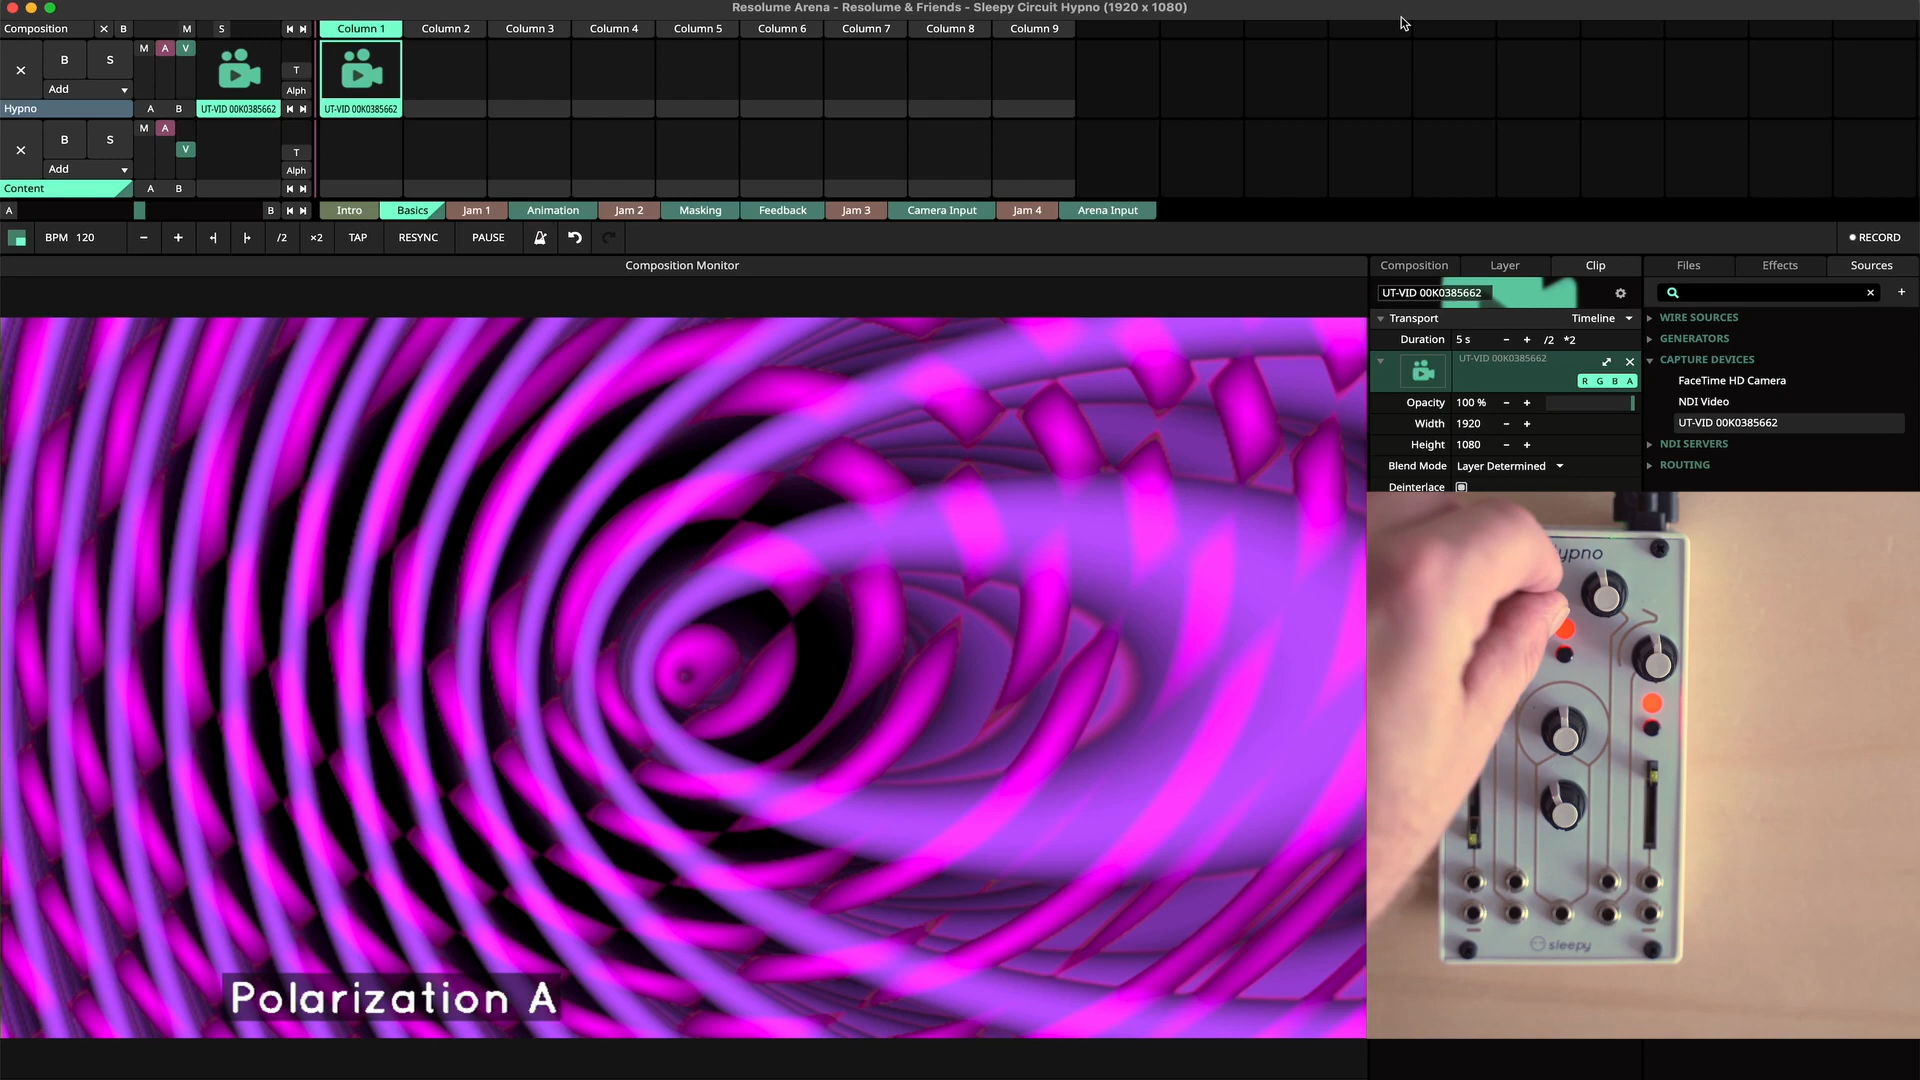 Resolume Arena - Resolume & Friends - Sleepy Circuit Hypno (1920 x 1080)
Composition
B
M
S
Column 1
Column 2
Column 3
Column 4
Column 5
Column 6
Column 7
Column 8
Column 9
B
S
M
A
V
T
Add
Alph
Hypno
A
B
UT-VID 00K0385662
UT-VID 00K0385662
B
S
M
A
V
T
Add
Alph
Content
A
B
A
B
Intro
Basics
Jam 1
Animation
Jam 2
Masking
Feedback
Jam 3
Camera Input
Jam 4
Arena Input
BPM 120
-
+
/2
×2
TAP
RESYNC
PAUSE
RECORD
Composition Monitor
Composition
Layer
Clip
Files
Effects
Sources
UT-VID 00K0385662
Transport
Timeline
Duration 5 s - + /2 *2
UT-VID 00K0385662
R G B A
Opacity 100 % - +
Width 1920 - +
Height 1080 - +
Blend Mode Layer Determined
Deinterlace
+
WIRE SOURCES
GENERATORS
CAPTURE DEVICES
FaceTime HD Camera
NDI Video
UT-VID 00K0385662
NDI SERVERS
ROUTING
ypno
sleepy
Polarization A